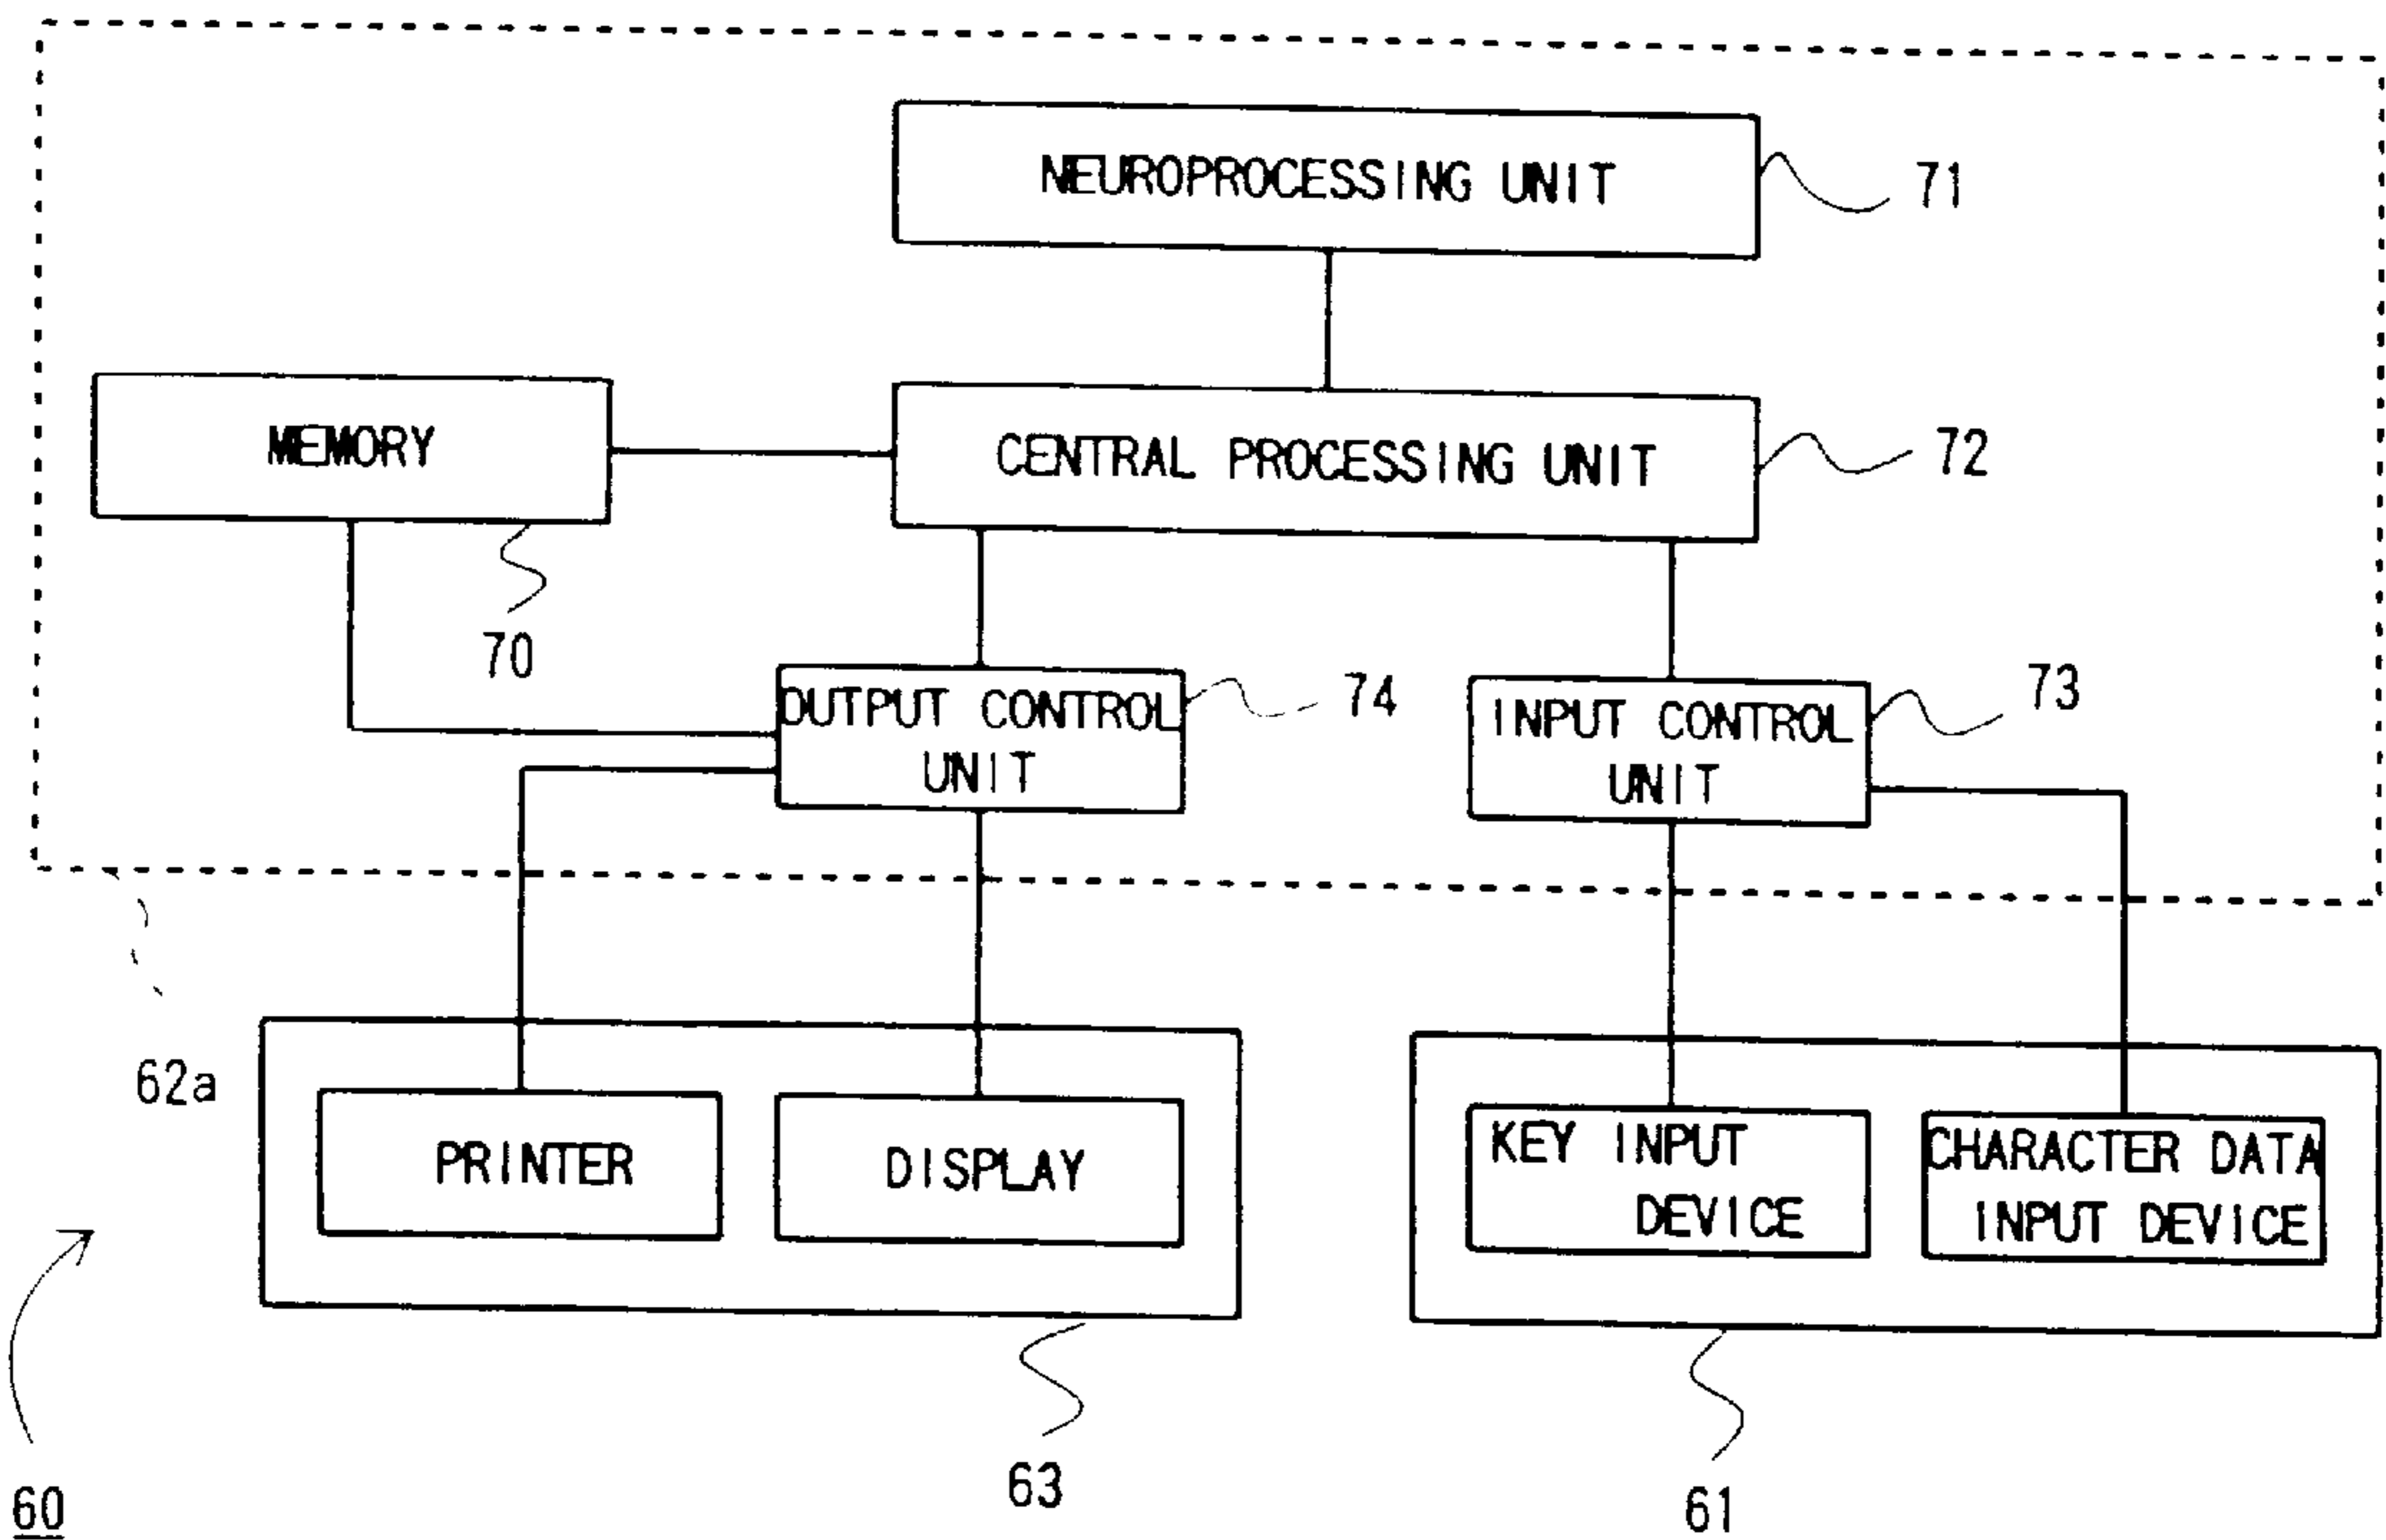 NEUROPROCESSING UNIT
71
MEMORY
CENTRAL PROCESSING UNIT
72
70
OUTPUT CONTROL
UNIT
74
INPUT CONTROL
UNIT
73
62a
PRINTER
DISPLAY
KEY INPUT
DEVICE
CHARACTER DATA
INPUT DEVICE
63
61
60